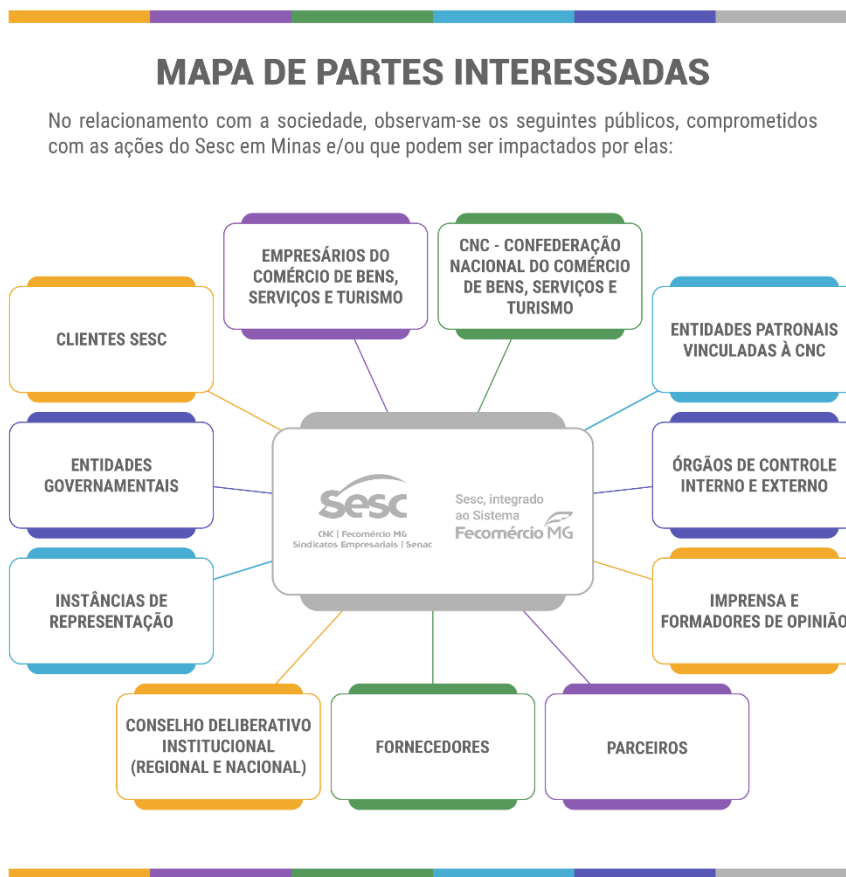 MAPA DE PARTES INTERESSADAS
No relacionamento com a sociedade, observam-se os seguintes públicos, comprometidos
com as ações do Sesc em Minas e/ou que podem ser impactados por elas:
EMPRESÁRIOS DO
COMÉRCIO DE BENS,
SERVIÇOS E TURISMO
CNC - CONFEDERAÇÃO
NACIONAL DO COMÉRCIO
DE BENS, SERVIÇOS E
TURISMO
CLIENTES SESC
ENTIDADES PATRONAIS
VINCULADAS À CNC
ENTIDADES
GOVERNAMENTAIS
Sesc
CNC | Fecomércio MG
Sindicatos Empresariais | Senac
Sesc, integrado
ao Sistema
Fecomércio MG
ÓRGÃOS DE CONTROLE
INTERNO E EXTERNO
INSTÂNCIAS DE
REPRESENTAÇÃO
IMPRENSA E
FORMADORES DE OPINIÃO
CONSELHO DELIBERATIVO
INSTITUCIONAL
(REGIONAL E NACIONAL)
FORNECEDORES
PARCEIROS